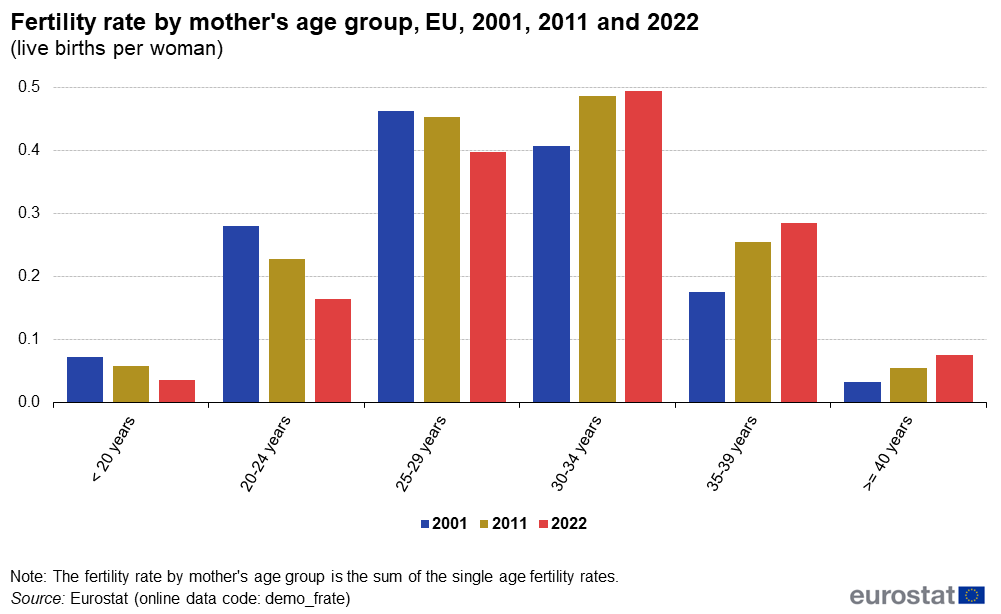 Fertility rate by mother's age group, EU, 2001, 2011 and 2022
(live births per woman)
0.5
0.4
0.3
0.2
0.1
0.0
< 20 years
20-24 years
25-29 years
30-34 years
35-39 years
>= 40 years
2001 2011 2022
Note: The fertility rate by mother's age group is the sum of the single age fertility rates.
Source: Eurostat (online data code: demo_frate)
eurostat